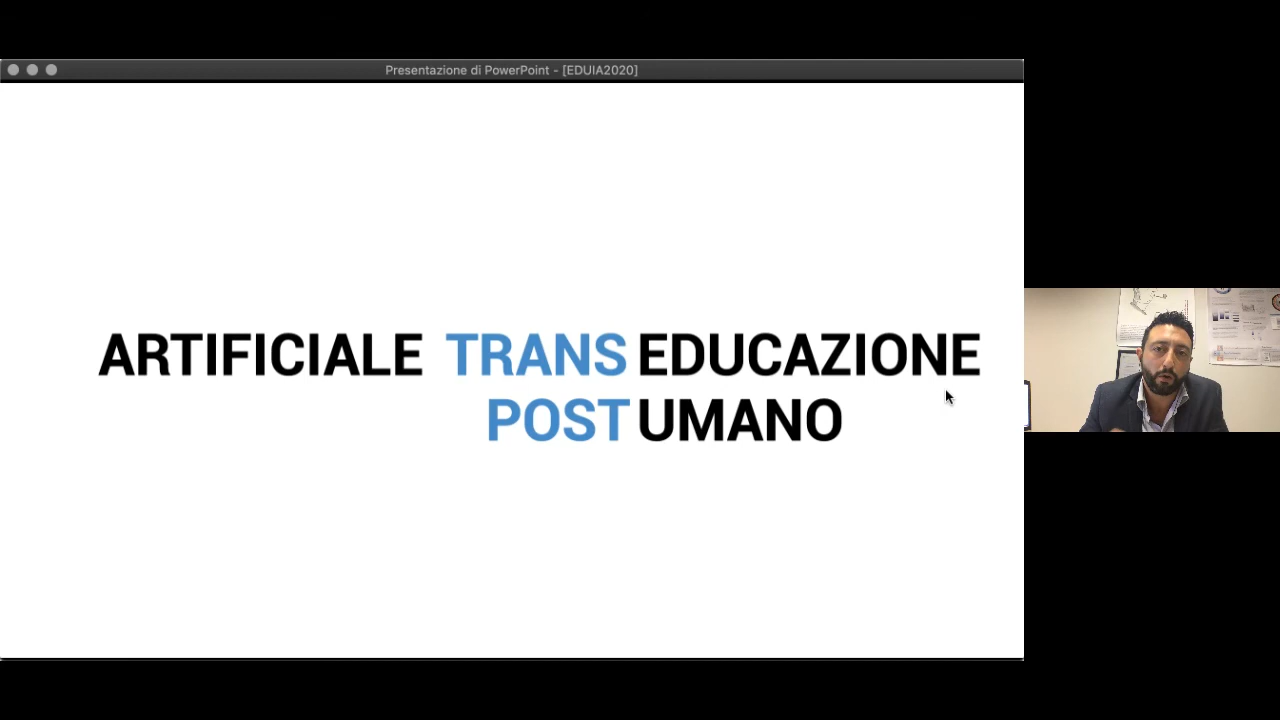 Presentazione di PowerPoint - [EDUIA2020]
ARTIFICIALE TRANS EDUCAZIONE
POST UMANO